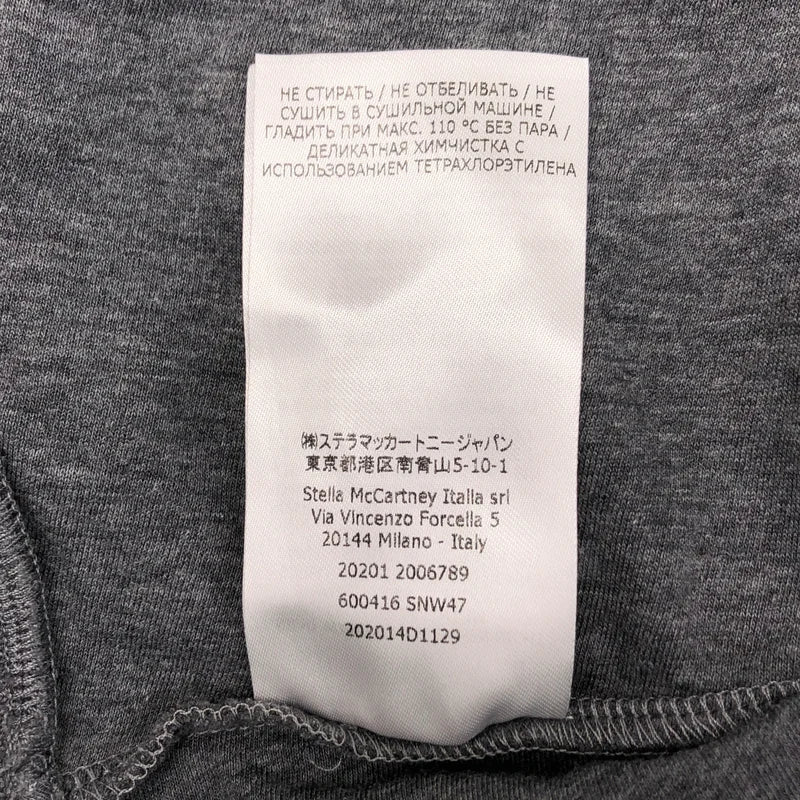 НЕ СТИРАТЬ / НЕ ОТБЕЛИВАТЬ / НЕ
СУШИТЬ В СУШИЛЬНОЙ МАШИНЕ /
ГЛАДИТЬ ПРИ МАКС. 110 °C БЕЗ ПАРА /
ДЕЛИКАТНАЯ ХИМЧИСТКА С
ИСПОЛЬЗОВАНИЕМ ТЕТРАХЛОРЭТИЛЕНА
㈱ステラマッカートニージャパン
東京都港区南青山5-10-1
Stella McCartney Italia srl
Via Vincenzo Forcella 5
20144 Milano - Italy
20201 2006789
600416 SNW47
202014D1129